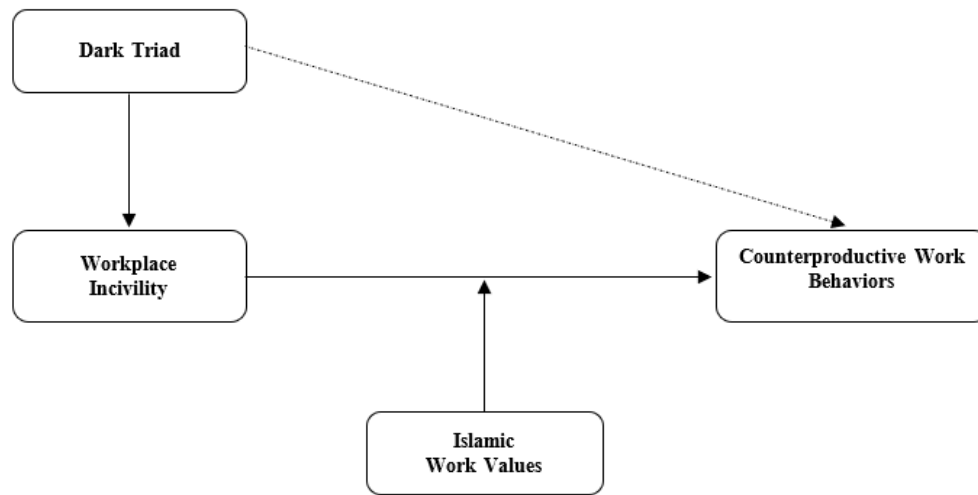 Dark Triad
Workplace
Incivility
Counterproductive Work
Behaviors
Islamic
Work Values